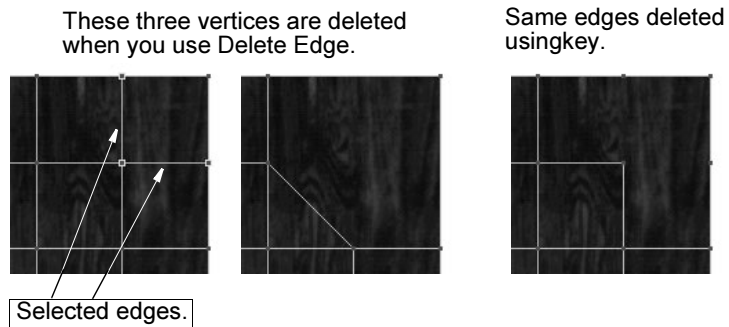 These three vertices are deleted
when you use Delete Edge.
Same edges deleted
usingkey.
Selected edges.